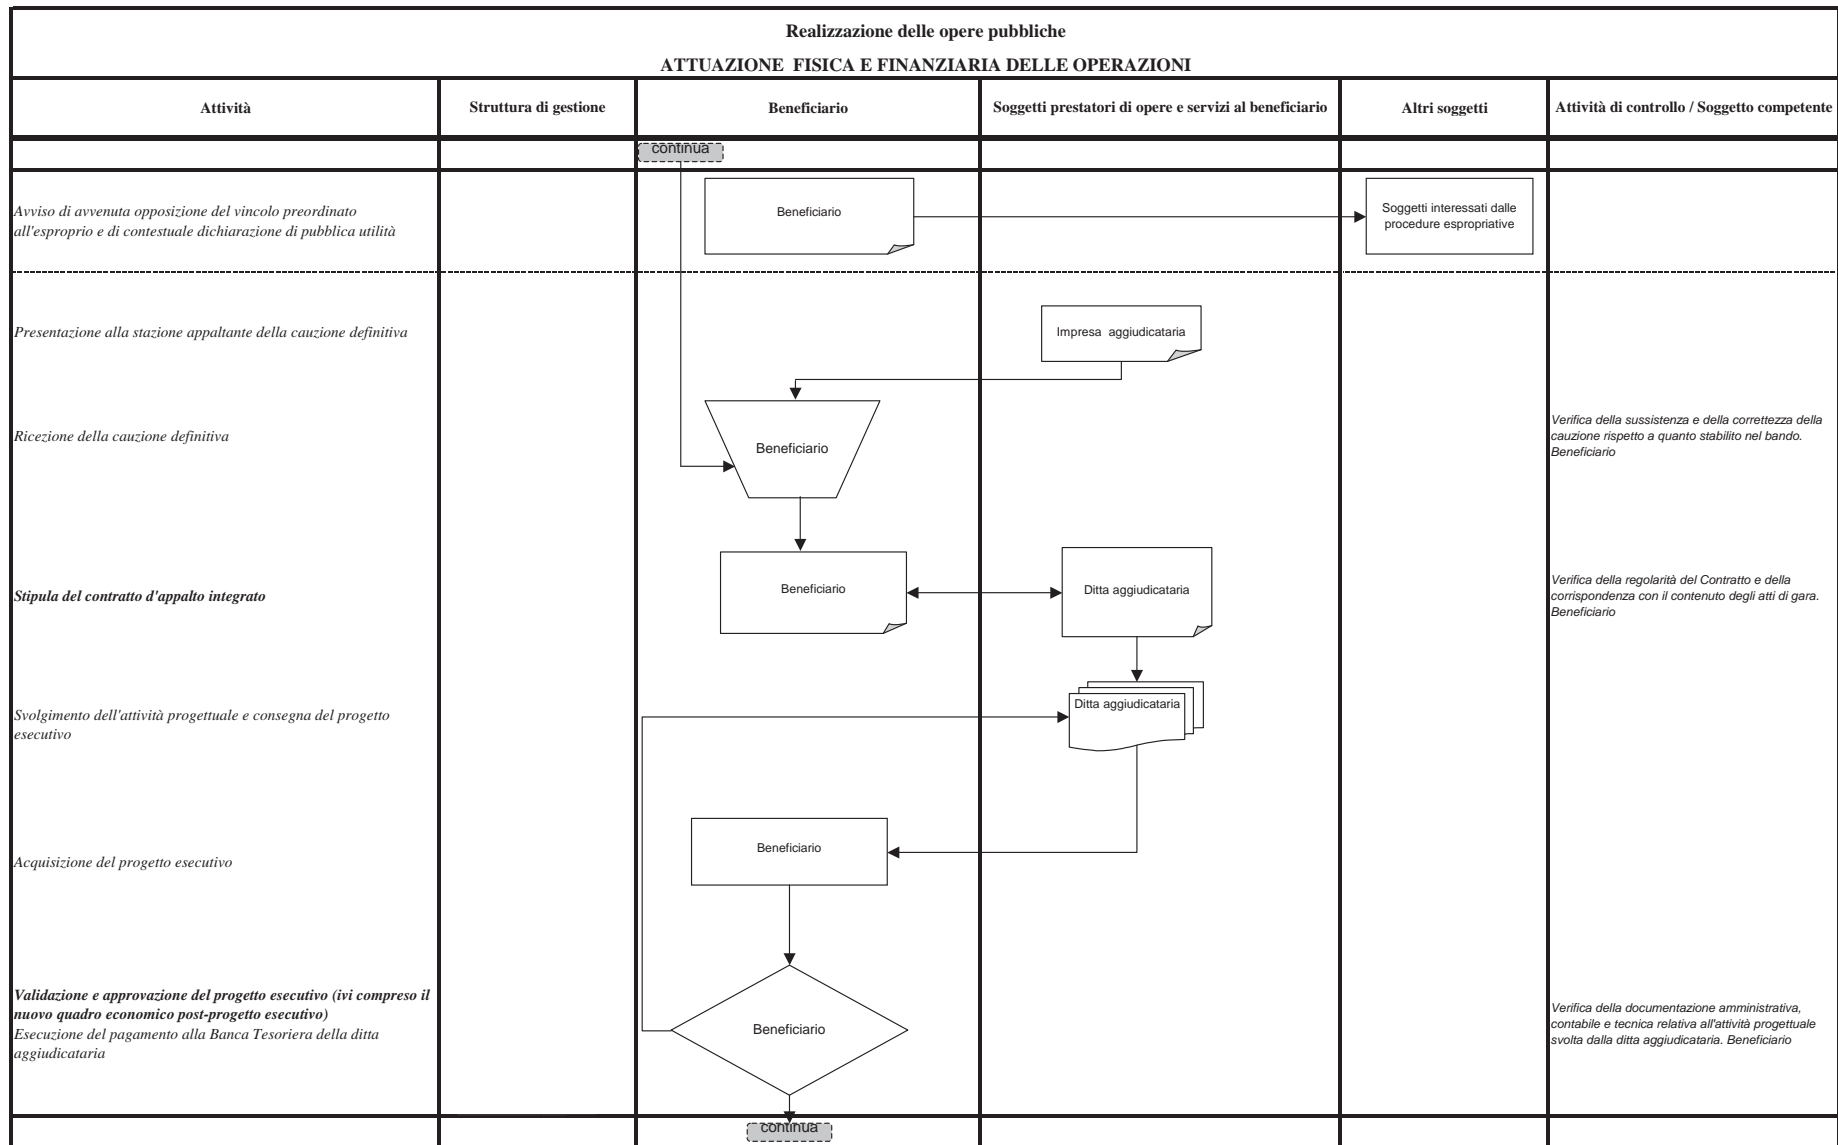 Realizzazione delle opere pubbliche
ATTUAZIONE FISICA E FINANZIARIA DELLE OPERAZIONI
Attività
Struttura di gestione
Beneficiario
Soggetti prestatori di opere e servizi al beneficiario
Altri soggetti
Attività di controllo / Soggetto competente
continua
Avviso di avvenuta opposizione del vincolo preordinato
all'esproprio e di contestuale dichiarazione di pubblica utilità
Beneficiario
Soggetti interessati dalle
procedure espropriative
Presentazione alla stazione appaltante della cauzione definitiva
Impresa aggiudicataria
Ricezione della cauzione definitiva
Beneficiario
Verifica della sussistenza e della correttezza della
cauzione rispetto a quanto stabilito nel bando.
Beneficiario
Stipula del contratto d'appalto integrato
Beneficiario
Ditta aggiudicataria
Verifica della regolarità del Contratto e della
corrispondenza con il contenuto degli atti di gara.
Beneficiario
Svolgimento dell'attività progettuale e consegna del progetto
esecutivo
Ditta aggiudicataria
Acquisizione del progetto esecutivo
Beneficiario
Validazione e approvazione del progetto esecutivo (ivi compreso il
nuovo quadro economico post-progetto esecutivo)
Esecuzione del pagamento alla Banca Tesoriera della ditta
aggiudicataria
Beneficiario
Verifica della documentazione amministrativa,
contabile e tecnica relativa all'attività progettuale
svolta dalla ditta aggiudicataria. Beneficiario
continua